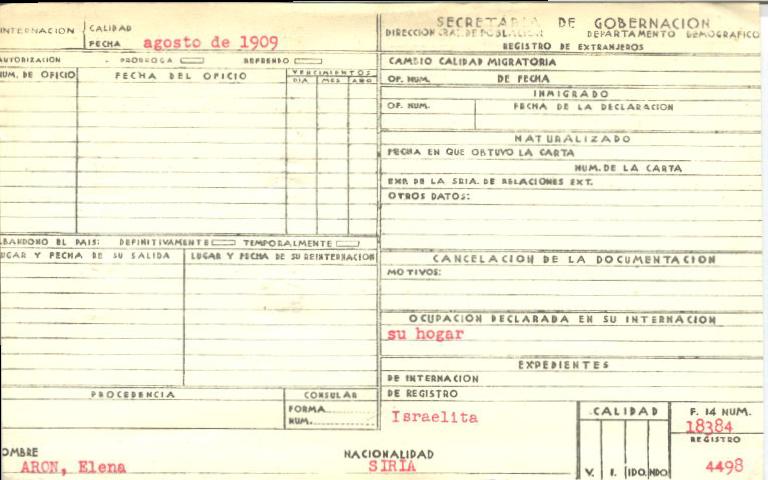 INTERNACION CALIDAD
FECHA agosto de 1909
AUTORIZACION PRORROGA REFRENDO
NUM. DE OFICIO FECHA DEL OFICIO VENCIMIENTOS
DIA MES AÑO
ABANDONO EL PAIS: DEFINITIVAMENTE TEMPORALMENTE
LUGAR Y FECHA DE SU SALIDA LUGAR Y FECHA DE SU REINTERNACION
PROCEDENCIA CONSULAR
FORMA
NUM.
SECRETARIA DE GOBERNACION
DIRECCION GRAL. DE POBLACION DEPARTAMENTO DEMOGRAFICO
REGISTRO DE EXTRANJEROS
CAMBIO CALIDAD MIGRATORIA
OF. NUM. DE FECHA
INMIGRADO
OF. NUM. FECHA DE LA DECLARACION
NATURALIZADO
FECHA EN QUE OBTUVO LA CARTA
NUM. DE LA CARTA
EXP. DE LA SRIA. DE RELACIONES EXT.
OTROS DATOS:
CANCELACION DE LA DOCUMENTACION
MOTIVOS:
OCUPACION DECLARADA EN SU INTERNACION
su hogar
EXPEDIENTES
DE INTERNACION
DE REGISTRO
Israelita
CALIDAD F. 14 NUM.
18384
REGISTRO
V. I. IDO. NDO 4498
NOMBRE NACIONALIDAD
ARON, Elena SIRIA